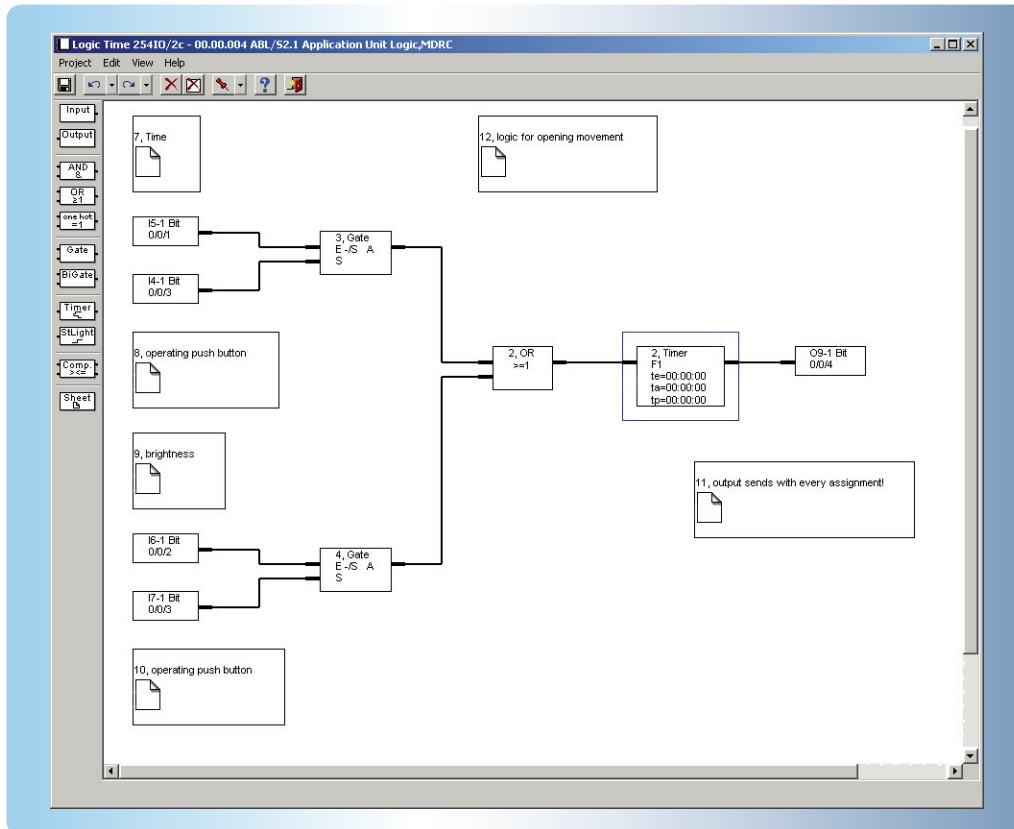 Logic Time 254IO/2c - 00.00.004 ABL/S2.1 Application Unit Logic,MDRC
Project Edit View Help
Input
Output
AND
&
OR
≥1
one hot
=1
Gate
BiGate
Timer
StLight
Comp.
><=
Sheet
7, Time
12, logic for opening movement
I5-1 Bit
0/0/1
3, Gate
E -/S A
S
I4-1 Bit
0/0/3
8, operating push button
2, OR
>=1
2, Timer
F1
te=00:00:00
ta=00:00:00
tp=00:00:00
O9-1 Bit
0/0/4
9, brightness
11, output sends with every assignment!
I6-1 Bit
0/0/2
4, Gate
E -/S A
S
I7-1 Bit
0/0/3
10, operating push button